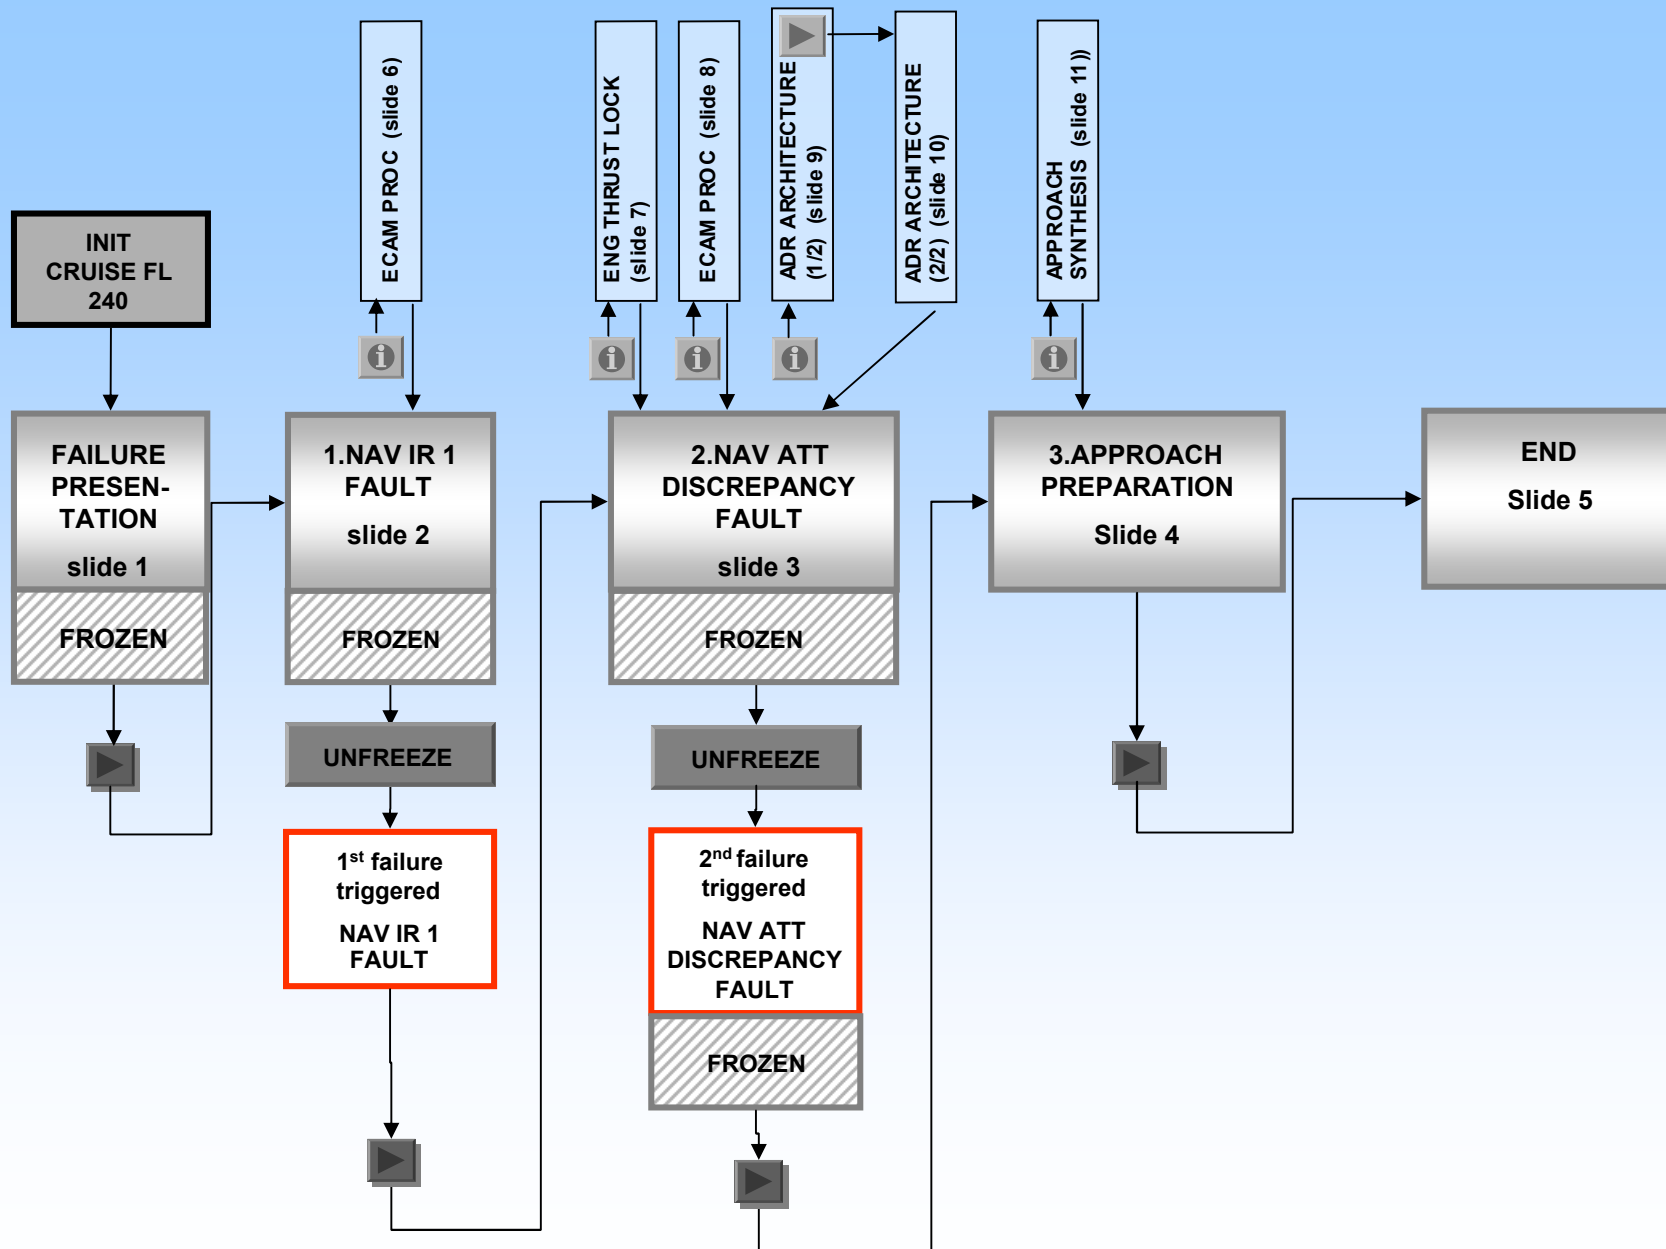 ECAM PROC (slide 6)
ENG THRUST LOCK
(slide 7)
ECAM PROC (slide 8)
ADR ARCHITECTURE
(1/2) (slide 9)
ADR ARCHITECTURE
(2/2) (slide 10)
APPROACH
SYNTHESIS (slide 11))
INIT
CRUISE FL
240
FAILURE
PRESEN-
TATION
slide 1
FROZEN
1.NAV IR 1
FAULT
slide 2
FROZEN
UNFREEZE
1st failure
triggered
NAV IR 1
FAULT
2.NAV ATT
DISCREPANCY
FAULT
slide 3
FROZEN
UNFREEZE
2nd failure
triggered
NAV ATT
DISCREPANCY
FAULT
FROZEN
3.APPROACH
PREPARATION
Slide 4
END
Slide 5